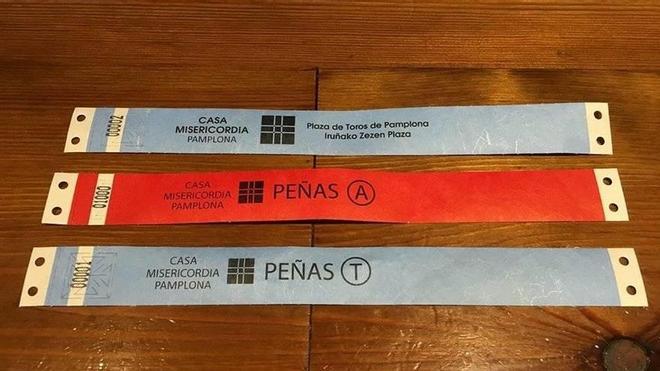 00002
CASA
MISERICORDIA
PAMPLONA
Plaza de Toros de Pamplona
Iruñako Zezen Plaza
01000
CASA
MISERICORDIA
PAMPLONA
PEÑAS A
00001
CASA
MISERICORDIA
PAMPLONA
PEÑAS T